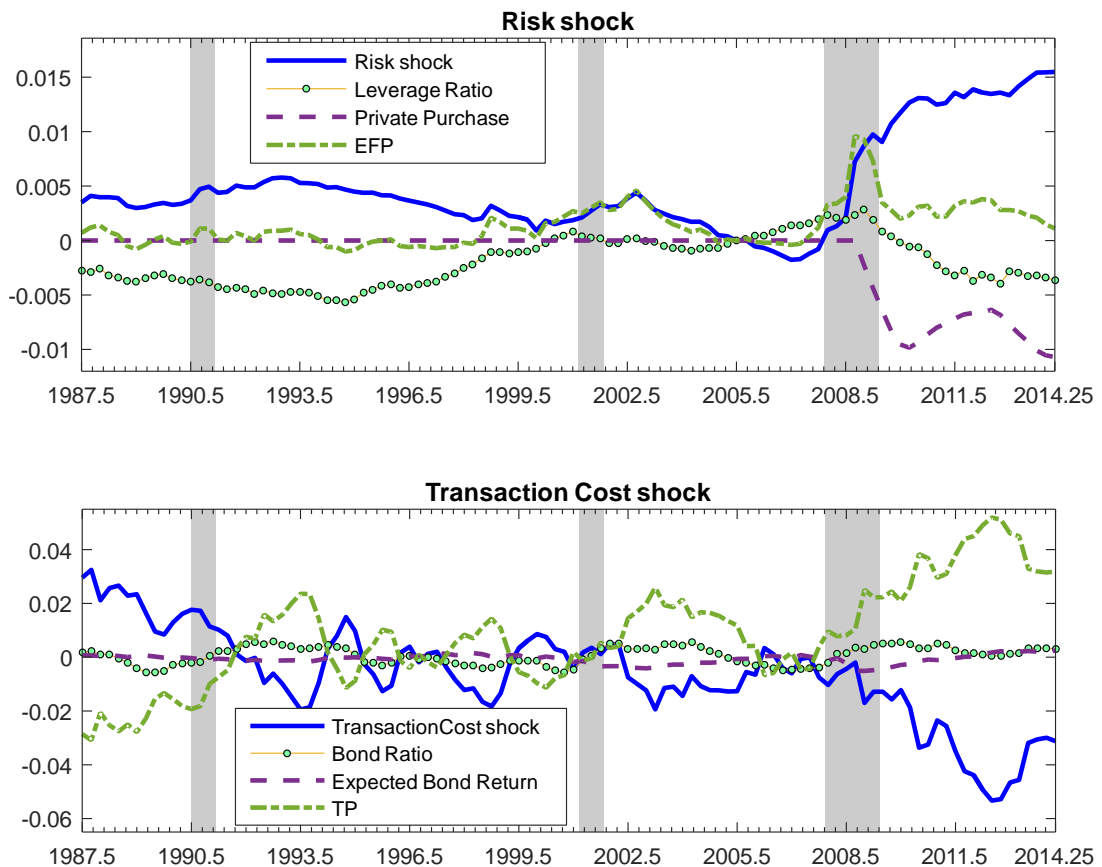 Risk shock
Risk shock
Leverage Ratio
Private Purchase
EFP
0.015
0.01
0.005
0
-0.005
-0.01
1987.5 1990.5 1993.5 1996.5 1999.5 2002.5 2005.5 2008.5 2011.5 2014.25
Transaction Cost shock
0.04
0.02
0
-0.02
-0.04
-0.06
TransactionCost shock
Bond Ratio
Expected Bond Return
TP
1987.5 1990.5 1993.5 1996.5 1999.5 2002.5 2005.5 2008.5 2011.5 2014.25